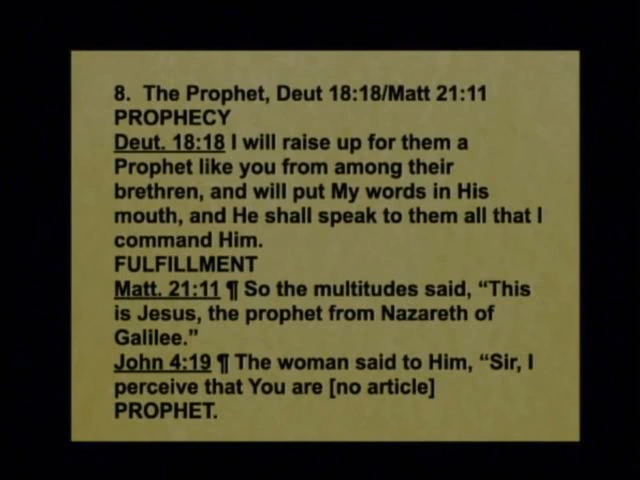 8. The Prophet, Deut 18:18/Matt 21:11
PROPHECY
Deut. 18:18 I will raise up for them a
Prophet like you from among their
brethren, and will put My words in His
mouth, and He shall speak to them all that I
command Him.
FULFILLMENT
Matt. 21:11 ¶ So the multitudes said, “This
is Jesus, the prophet from Nazareth of
Galilee.”
John 4:19 ¶ The woman said to Him, “Sir, I
perceive that You are [no article]
PROPHET.